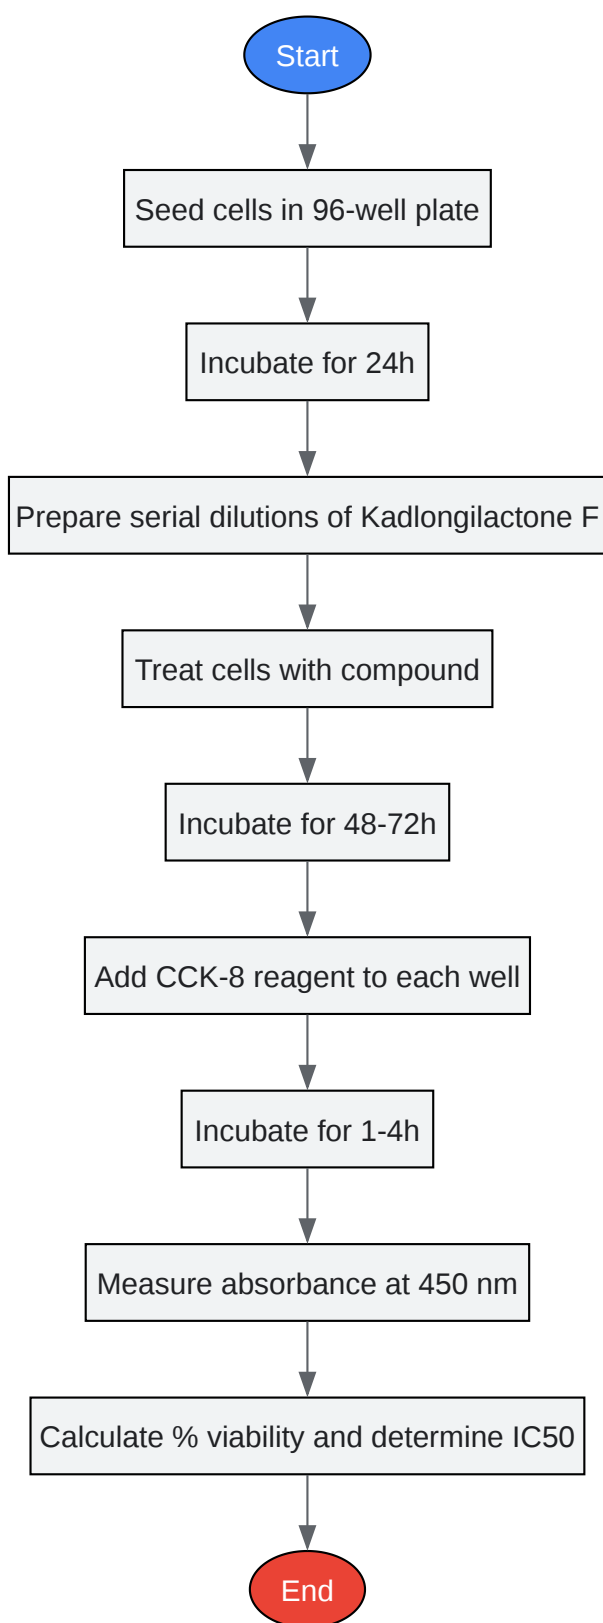 Start
Seed cells in 96-well plate
Incubate for 24h
Prepare serial dilutions of Kadlongilactone F
Treat cells with compound
Incubate for 48-72h
Add CCK-8 reagent to each well
Incubate for 1-4h
Measure absorbance at 450 nm
Calculate % viability and determine IC50
End